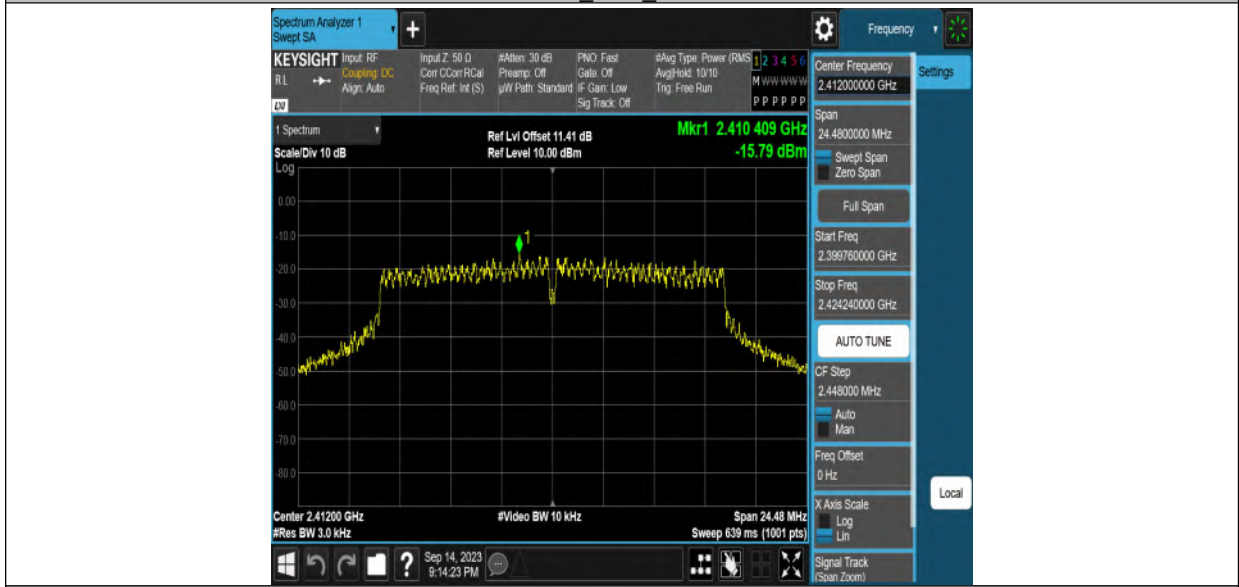 Spectrum Analyzer 1
Swept SA
+
Frequency
KEYSIGHT
R L
Input: RF
Coupling: DC
Align: Auto
Input Z: 50 Ω
Corr CCorr RCal
Freq Ref: Int (S)
#Atten: 30 dB
Preamp: Off
µW Path: Standard
PNO: Fast
Gate: Off
IF Gain: Low
Sig Track: Off
#Avg Type: Power (RMS
Avg|Hold: 10/10
Trig: Free Run
1 2 3 4 5 6
M W W W W W
P P P P P P
1 Spectrum
Scale/Div 10 dB
Log
Ref Lvl Offset 11.41 dB
Ref Level 10.00 dBm
Mkr1 2.410 409 GHz
-15.79 dBm
0.00
-10.0
-20.0
-30.0
-40.0
-50.0
-60.0
-70.0
-80.0
1
Center 2.41200 GHz
#Res BW 3.0 kHz
#Video BW 10 kHz
Span 24.48 MHz
Sweep 639 ms (1001 pts)
Center Frequency
2.412000000 GHz
Settings
Span
24.4800000 MHz
Swept Span
Zero Span
Full Span
Start Freq
2.399760000 GHz
Stop Freq
2.424240000 GHz
AUTO TUNE
CF Step
2.448000 MHz
Auto
Man
Freq Offset
0 Hz
X Axis Scale
Log
Lin
Local
Signal Track
(Span Zoom)
?
Sep 14, 2023
9:14:23 PM